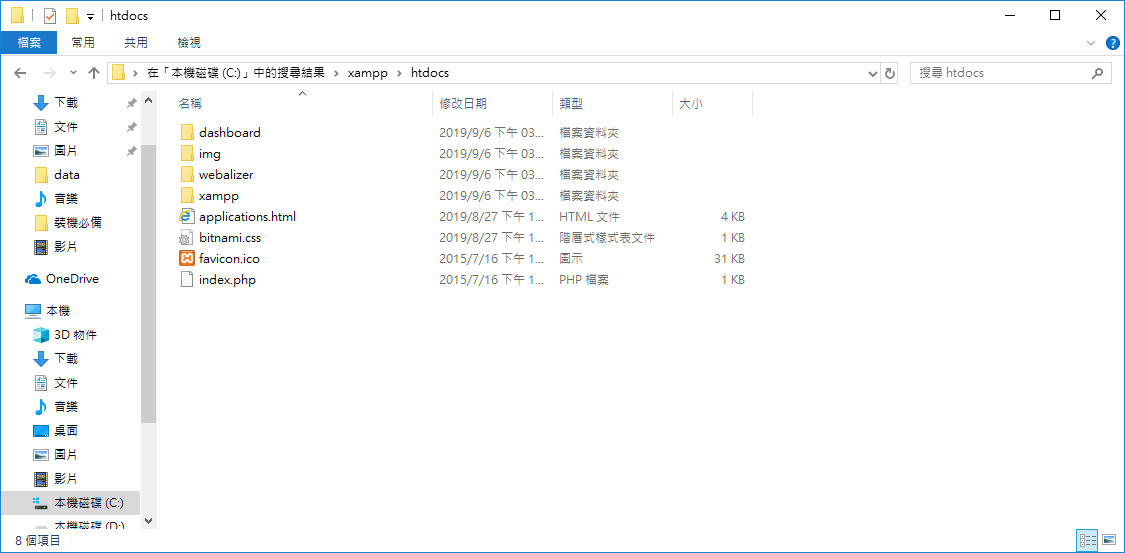 htdocs
檔案 常用 共用 檢視
在「本機磁碟 (C:)」中的搜尋結果 xampp htdocs 搜尋 htdocs
名稱 修改日期 類型 大小
下載
文件
圖片
data
音樂
裝機必備
影片
OneDrive
本機
3D 物件
下載
文件
音樂
桌面
圖片
影片
本機磁碟 (C:)
本機磁碟 (D:)
dashboard 2019/9/6 下午 03... 檔案資料夾
img 2019/9/6 下午 03... 檔案資料夾
webalizer 2019/9/6 下午 03... 檔案資料夾
xampp 2019/9/6 下午 03... 檔案資料夾
applications.html 2019/8/27 下午 1... HTML 文件 4 KB
bitnami.css 2019/8/27 下午 1... 階層式樣式表文件 1 KB
favicon.ico 2015/7/16 下午 1... 圖示 31 KB
index.php 2015/7/16 下午 1... PHP 檔案 1 KB
8 個項目